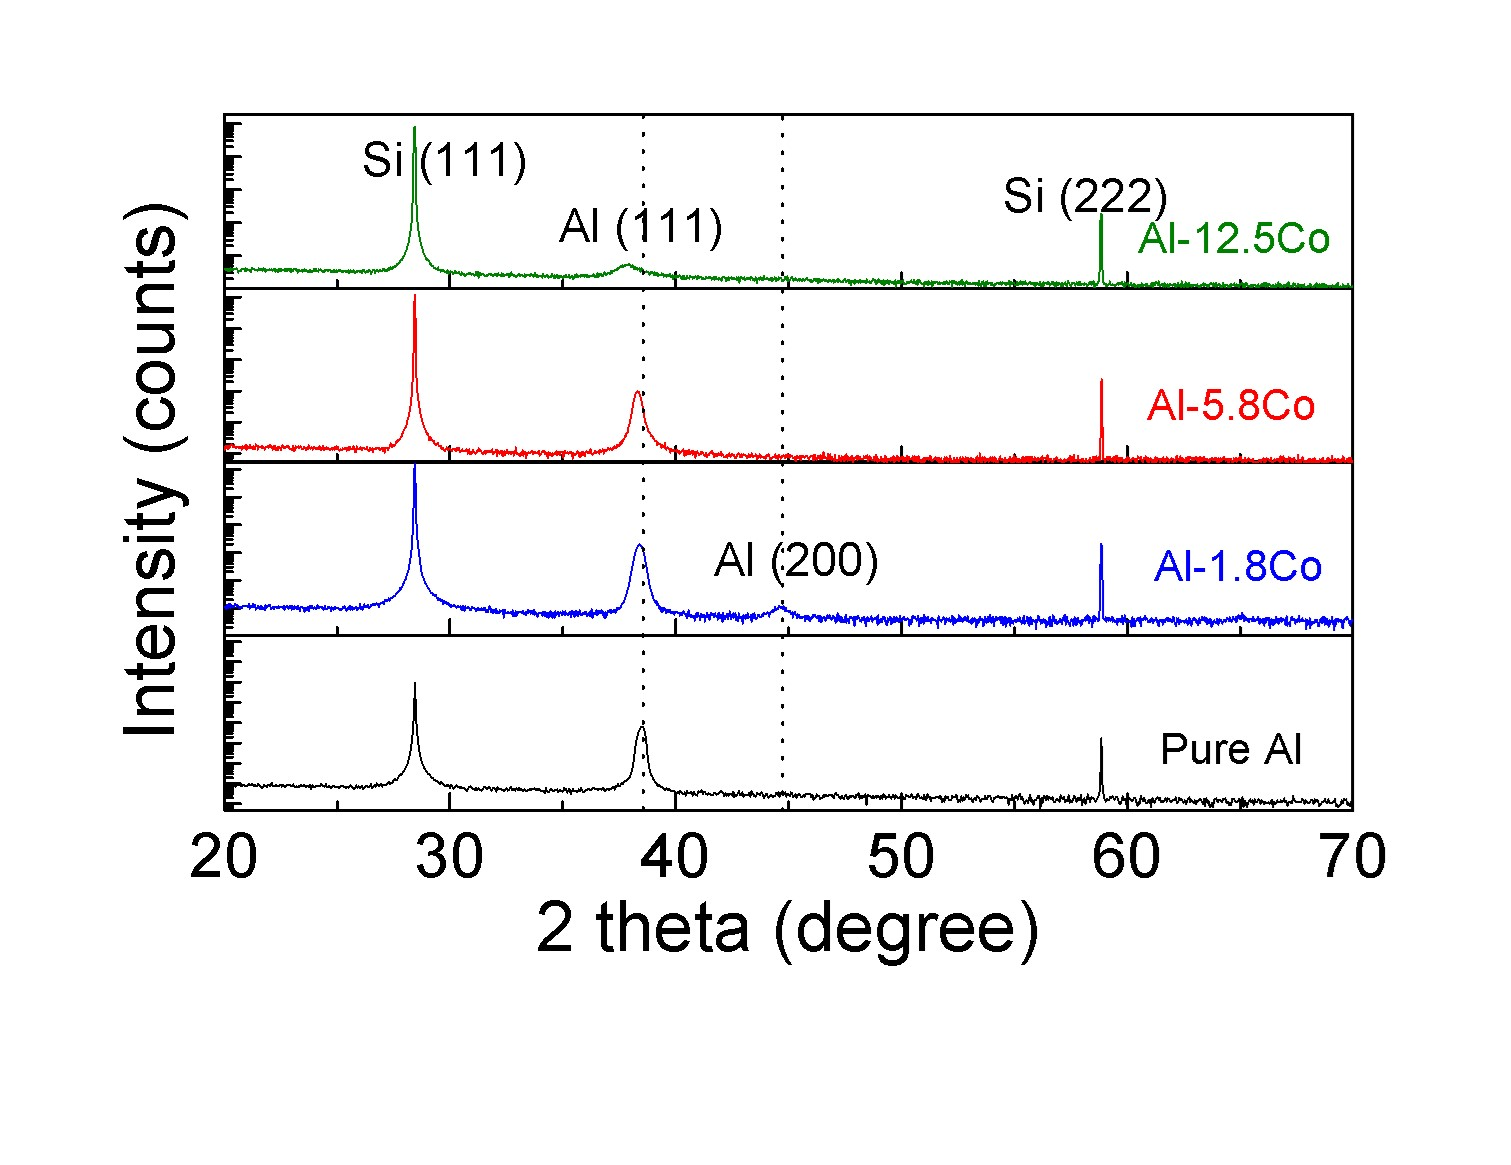 Intensity (counts)
Si (111)
Al (111)
Si (222)
Al-12.5Co
Al-5.8Co
Al (200)
Al-1.8Co
Pure Al
20 30 40 50 60 70
2 theta (degree)